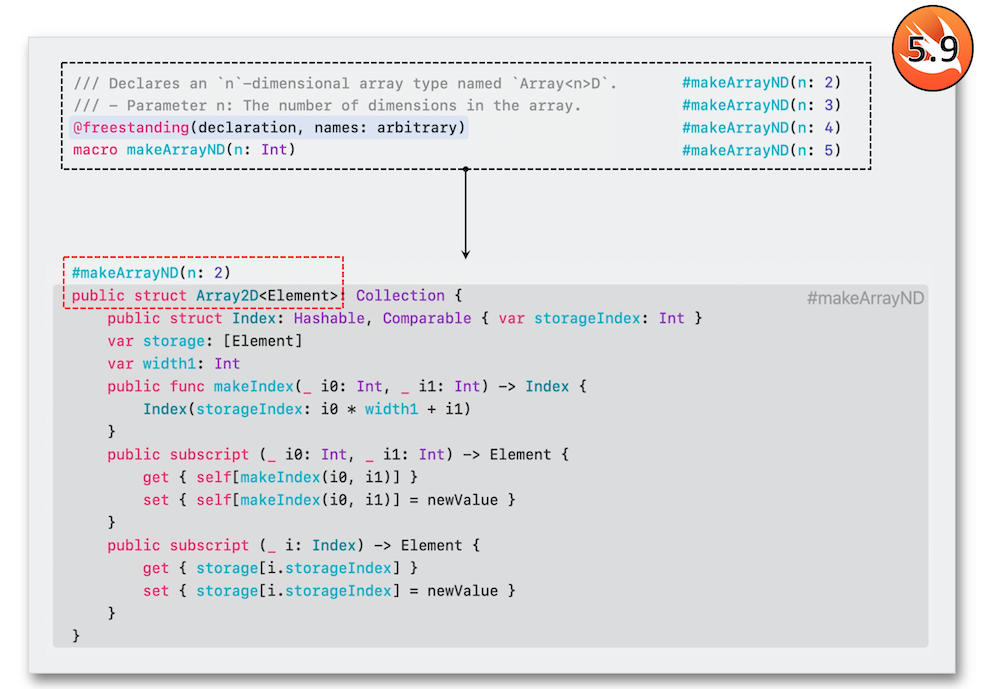 5.9
/// Declares an `n`-dimensional array type named `Array<n>D`.
/// - Parameter n: The number of dimensions in the array.
@freestanding(declaration, names: arbitrary)
macro makeArrayND(n: Int)
#makeArrayND(n: 2)
#makeArrayND(n: 3)
#makeArrayND(n: 4)
#makeArrayND(n: 5)
#makeArrayND(n: 2)
public struct Array2D<Element>: Collection {
#makeArrayND
    public struct Index: Hashable, Comparable { var storageIndex: Int }
    var storage: [Element]
    var width1: Int
    public func makeIndex(_ i0: Int, _ i1: Int) -> Index {
        Index(storageIndex: i0 * width1 + i1)
    }
    public subscript (_ i0: Int, _ i1: Int) -> Element {
        get { self[makeIndex(i0, i1)] }
        set { self[makeIndex(i0, i1)] = newValue }
    }
    public subscript (_ i: Index) -> Element {
        get { storage[i.storageIndex] }
        set { storage[i.storageIndex] = newValue }
    }
}